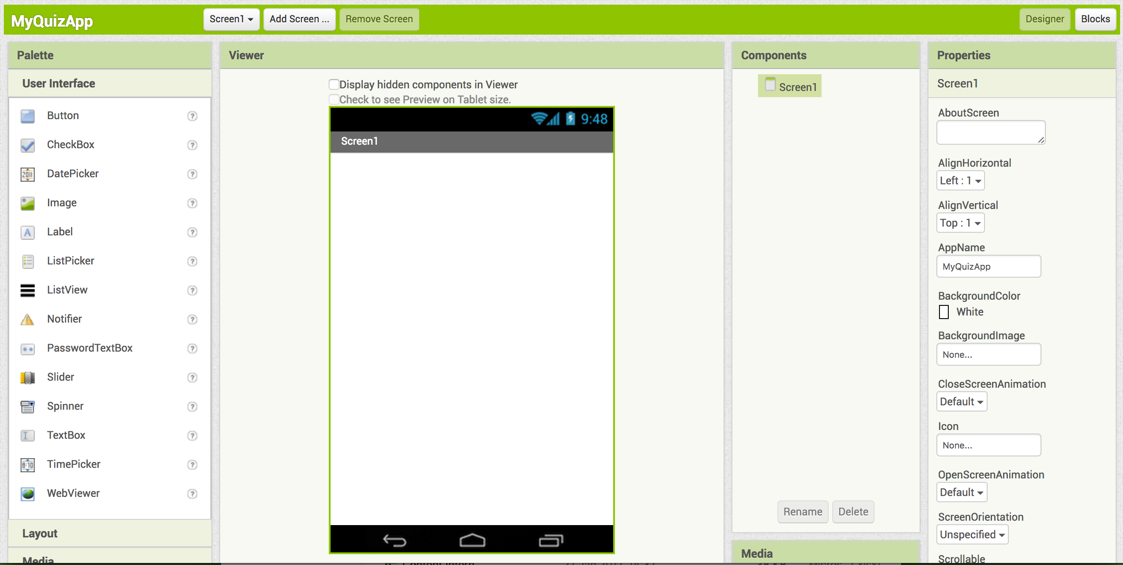 MyQuizApp
Screen1
Add Screen ...
Remove Screen
Designer
Blocks
Palette
User Interface
Button
?
CheckBox
?
DatePicker
?
Image
?
Label
?
ListPicker
?
ListView
?
Notifier
?
PasswordTextBox
?
Slider
?
Spinner
?
TextBox
?
TimePicker
?
WebViewer
?
Layout
Media
Viewer
Display hidden components in Viewer
Check to see Preview on Tablet size.
9:48
Screen1
Components
Screen1
Rename
Delete
Media
Properties
Screen1
AboutScreen
AlignHorizontal
Left : 1
AlignVertical
Top : 1
AppName
MyQuizApp
BackgroundColor
White
BackgroundImage
None...
CloseScreenAnimation
Default
Icon
None...
OpenScreenAnimation
Default
ScreenOrientation
Unspecified
Scrollable